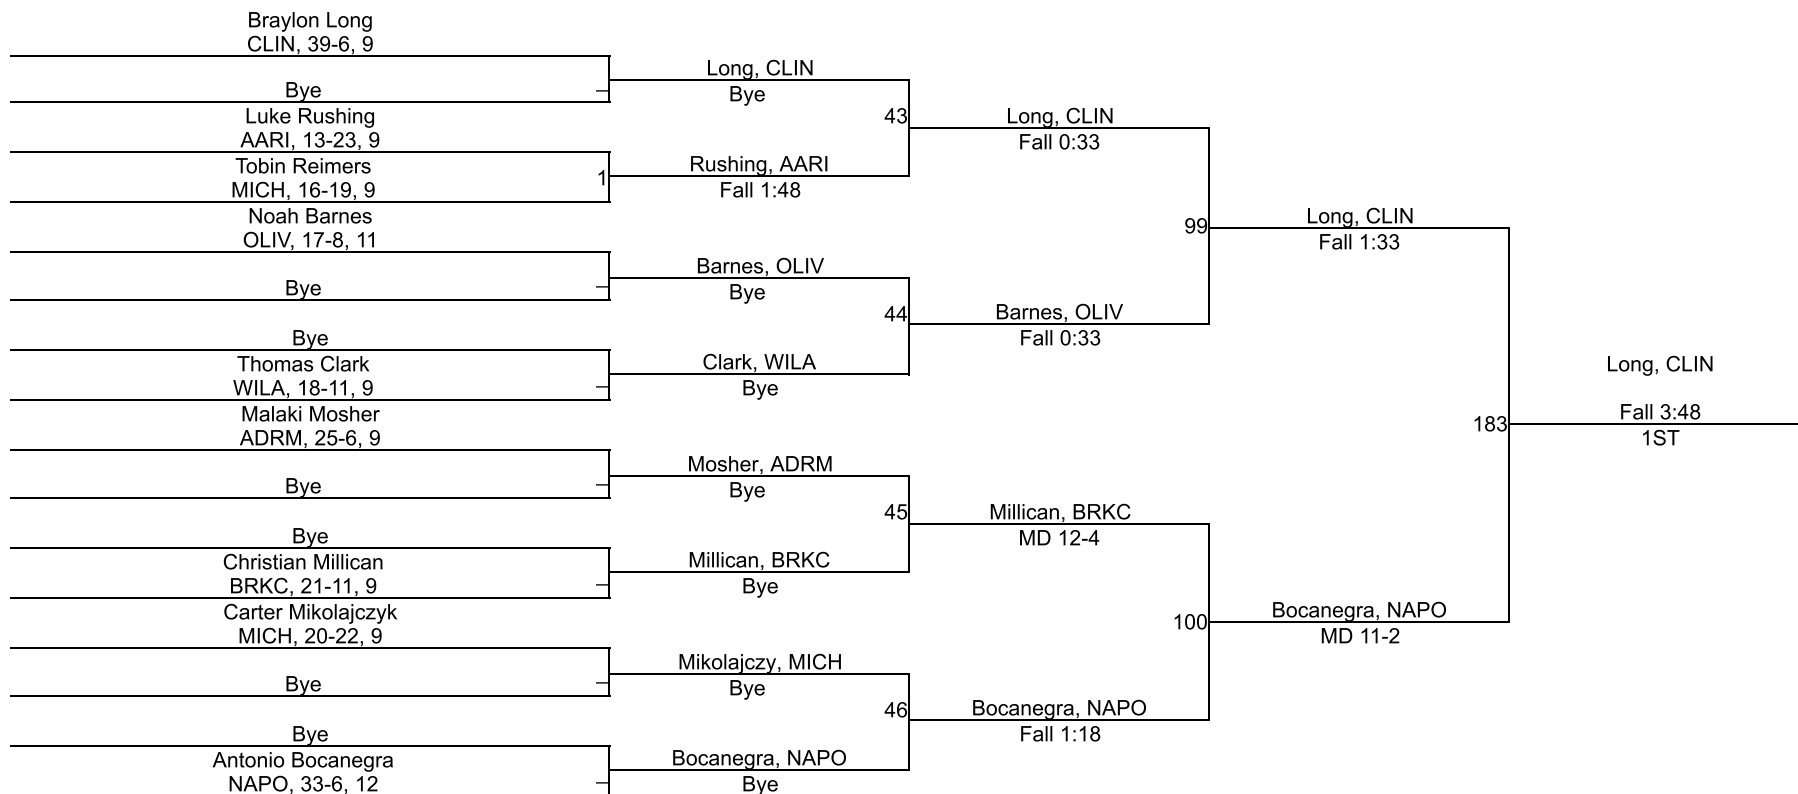 Braylon Long
CLIN, 39-6, 9
Bye
Luke Rushing
AARI, 13-23, 9
Tobin Reimers
MICH, 16-19, 9
1
Noah Barnes
OLIV, 17-8, 11
Bye
Bye
Thomas Clark
WILA, 18-11, 9
Malaki Mosher
ADRM, 25-6, 9
Bye
Bye
Christian Millican
BRKC, 21-11, 9
Carter Mikolajczyk
MICH, 20-22, 9
Bye
Bye
Antonio Bocanegra
NAPO, 33-6, 12
Long, CLIN
Bye
43
Rushing, AARI
Fall 1:48
Barnes, OLIV
Bye
44
Clark, WILA
Bye
Mosher, ADRM
Bye
45
Millican, BRKC
Bye
Mikolajczy, MICH
Bye
46
Bocanegra, NAPO
Bye
Long, CLIN
Fall 0:33
99
Barnes, OLIV
Fall 0:33
Millican, BRKC
MD 12-4
100
Bocanegra, NAPO
Fall 1:18
Long, CLIN
Fall 1:33
183
Bocanegra, NAPO
MD 11-2
Long, CLIN
Fall 3:48
1ST